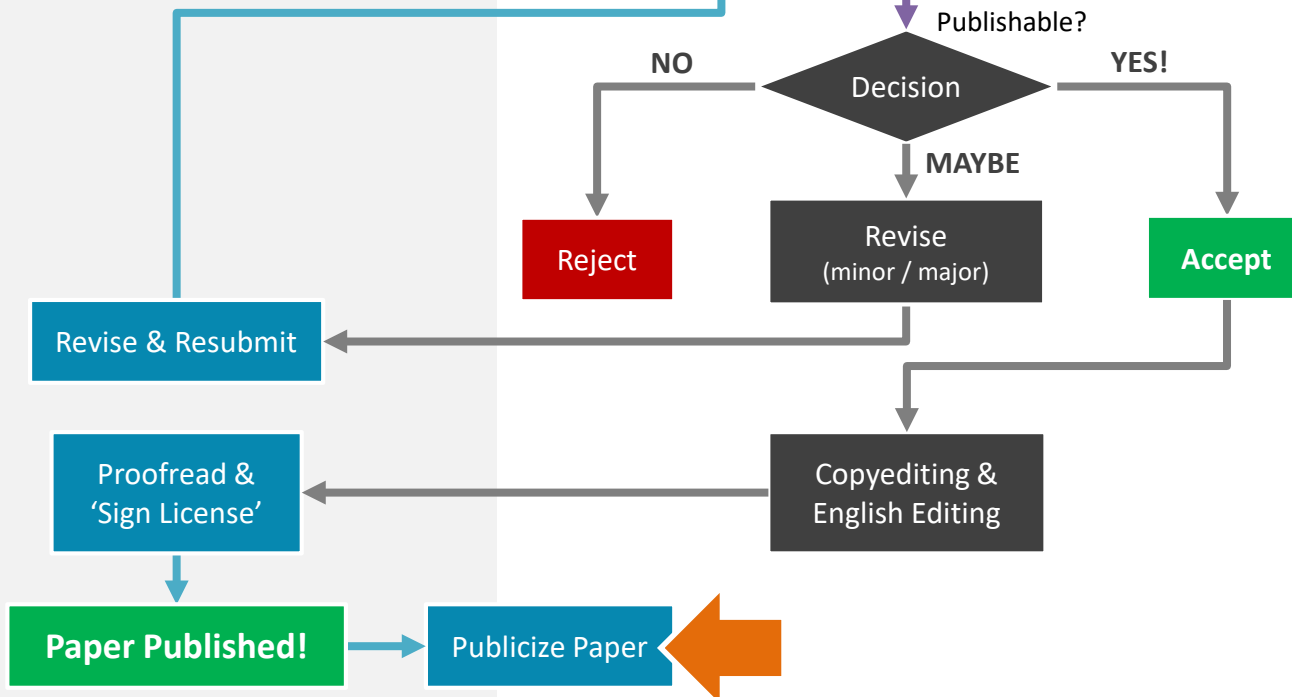 Publishable?
NO
YES!
Decision
MAYBE
Reject
Revise
(minor / major)
Accept
Revise & Resubmit
Proofread &
‘Sign License’
Copyediting &
English Editing
Paper Published!
Publicize Paper